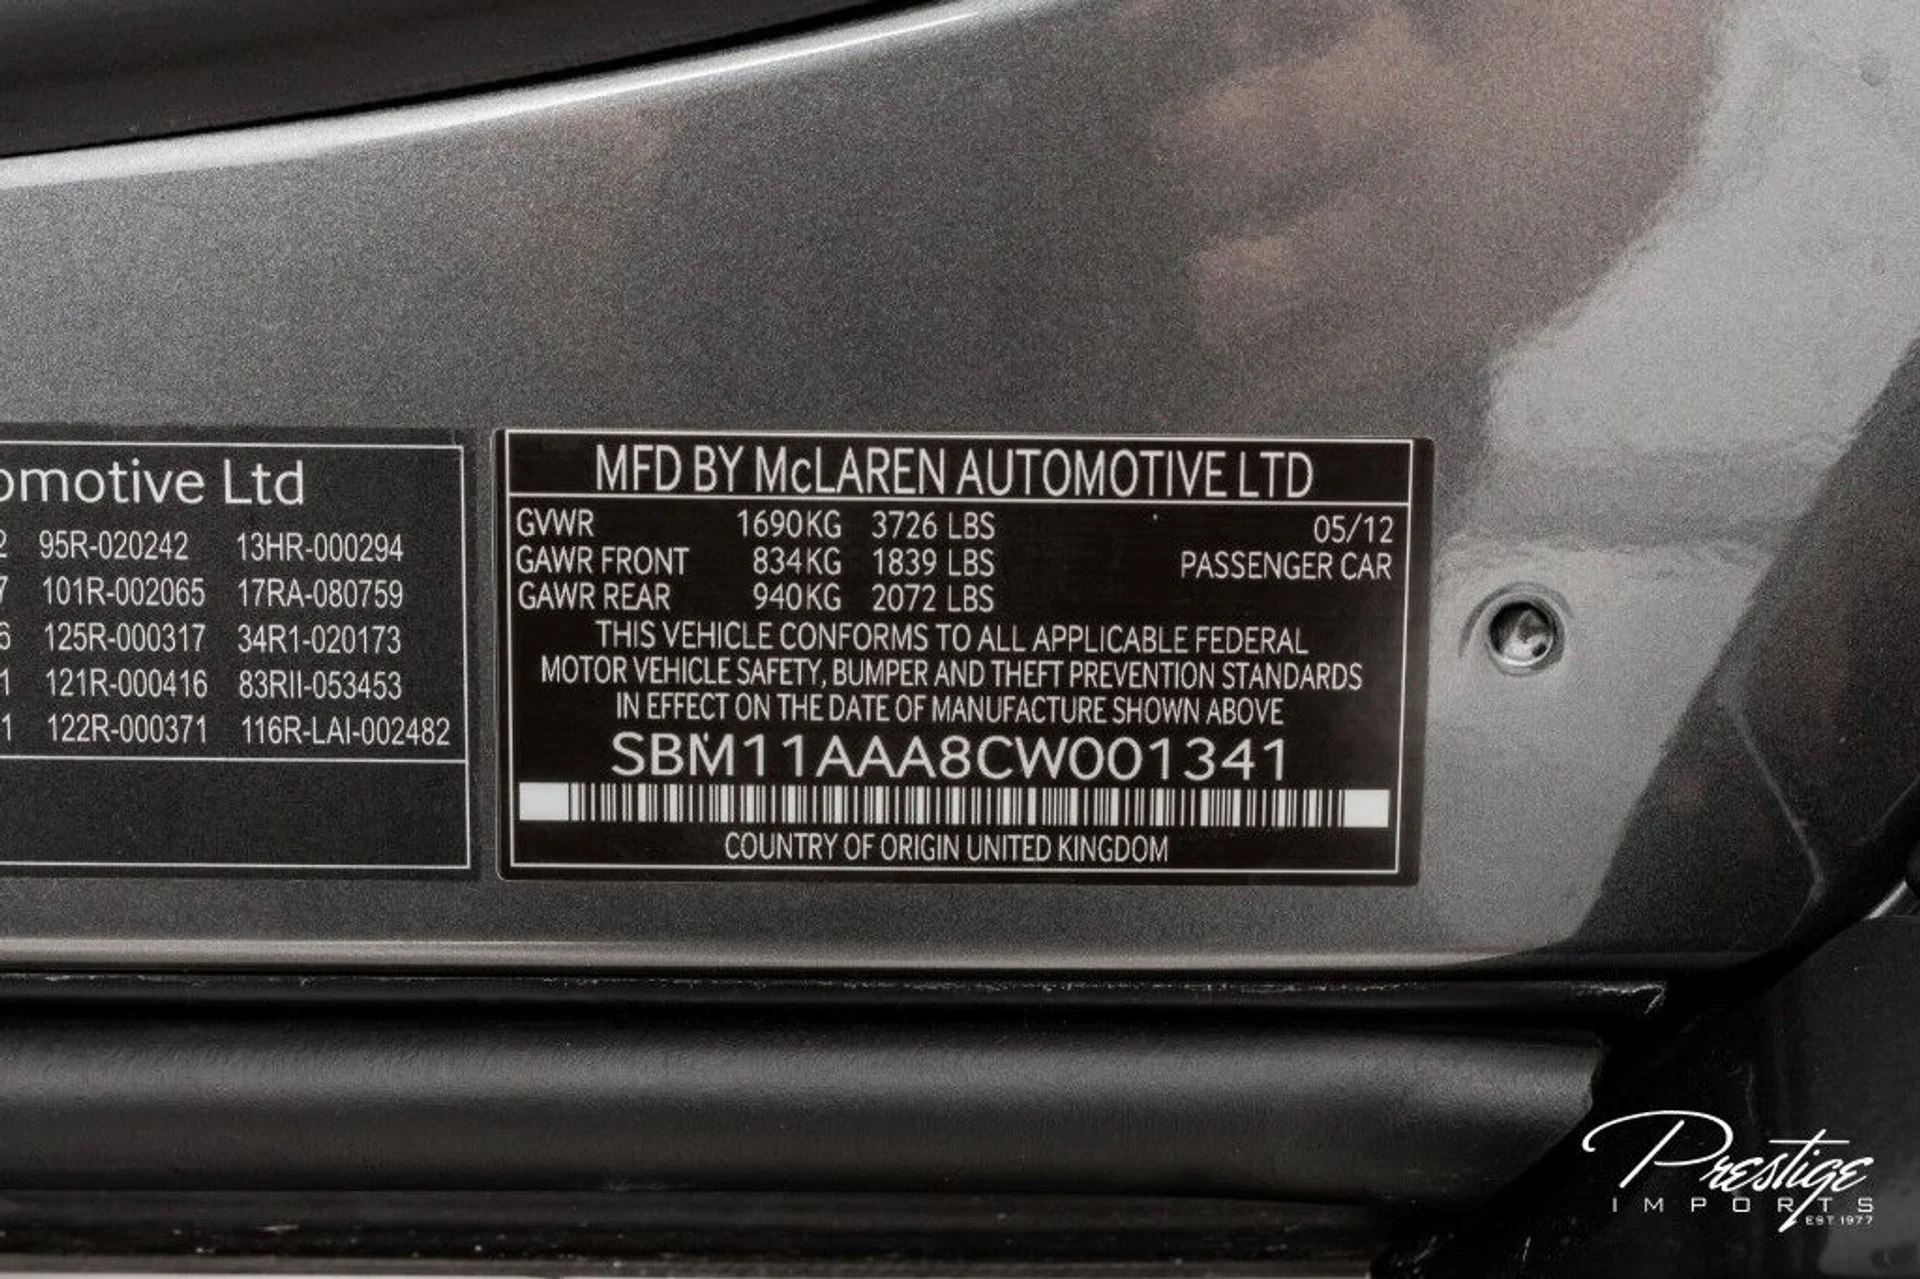 omotive Ltd
2 95R-020242 13HR-000294
7 101R-002065 17RA-080759
6 125R-000317 34R1-020173
1 121R-000416 83RII-053453
1 122R-000371 116R-LAI-002482
MFD BY McLAREN AUTOMOTIVE LTD
GVWR 1690KG 3726 LBS 05/12
GAWR FRONT 834KG 1839 LBS PASSENGER CAR
GAWR REAR 940KG 2072 LBS
THIS VEHICLE CONFORMS TO ALL APPLICABLE FEDERAL
MOTOR VEHICLE SAFETY, BUMPER AND THEFT PREVENTION STANDARDS
IN EFFECT ON THE DATE OF MANUFACTURE SHOWN ABOVE
SBM11AAA8CW001341
COUNTRY OF ORIGIN UNITED KINGDOM
Prestige
IMPORTS
EST 1977